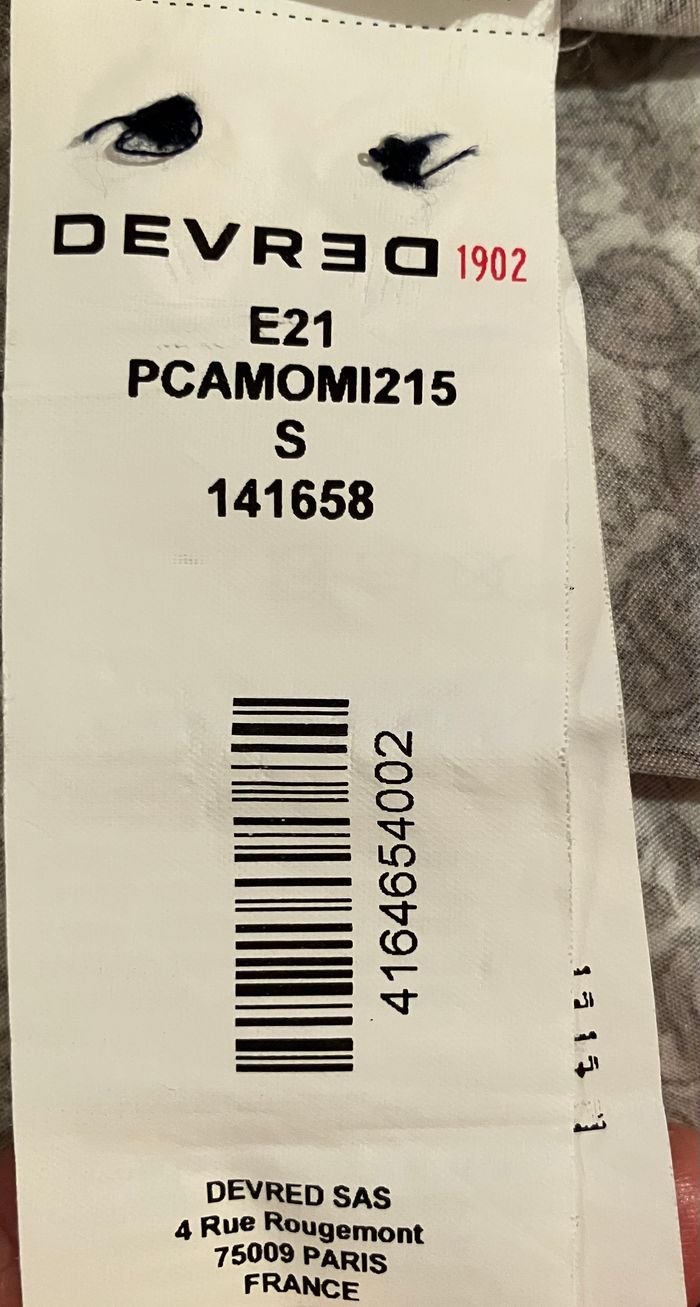 DEVRED 1902
E21
PCAMOMI215
S
141658
4164654002
DEVRED SAS
4 Rue Rougemont
75009 PARIS
FRANCE